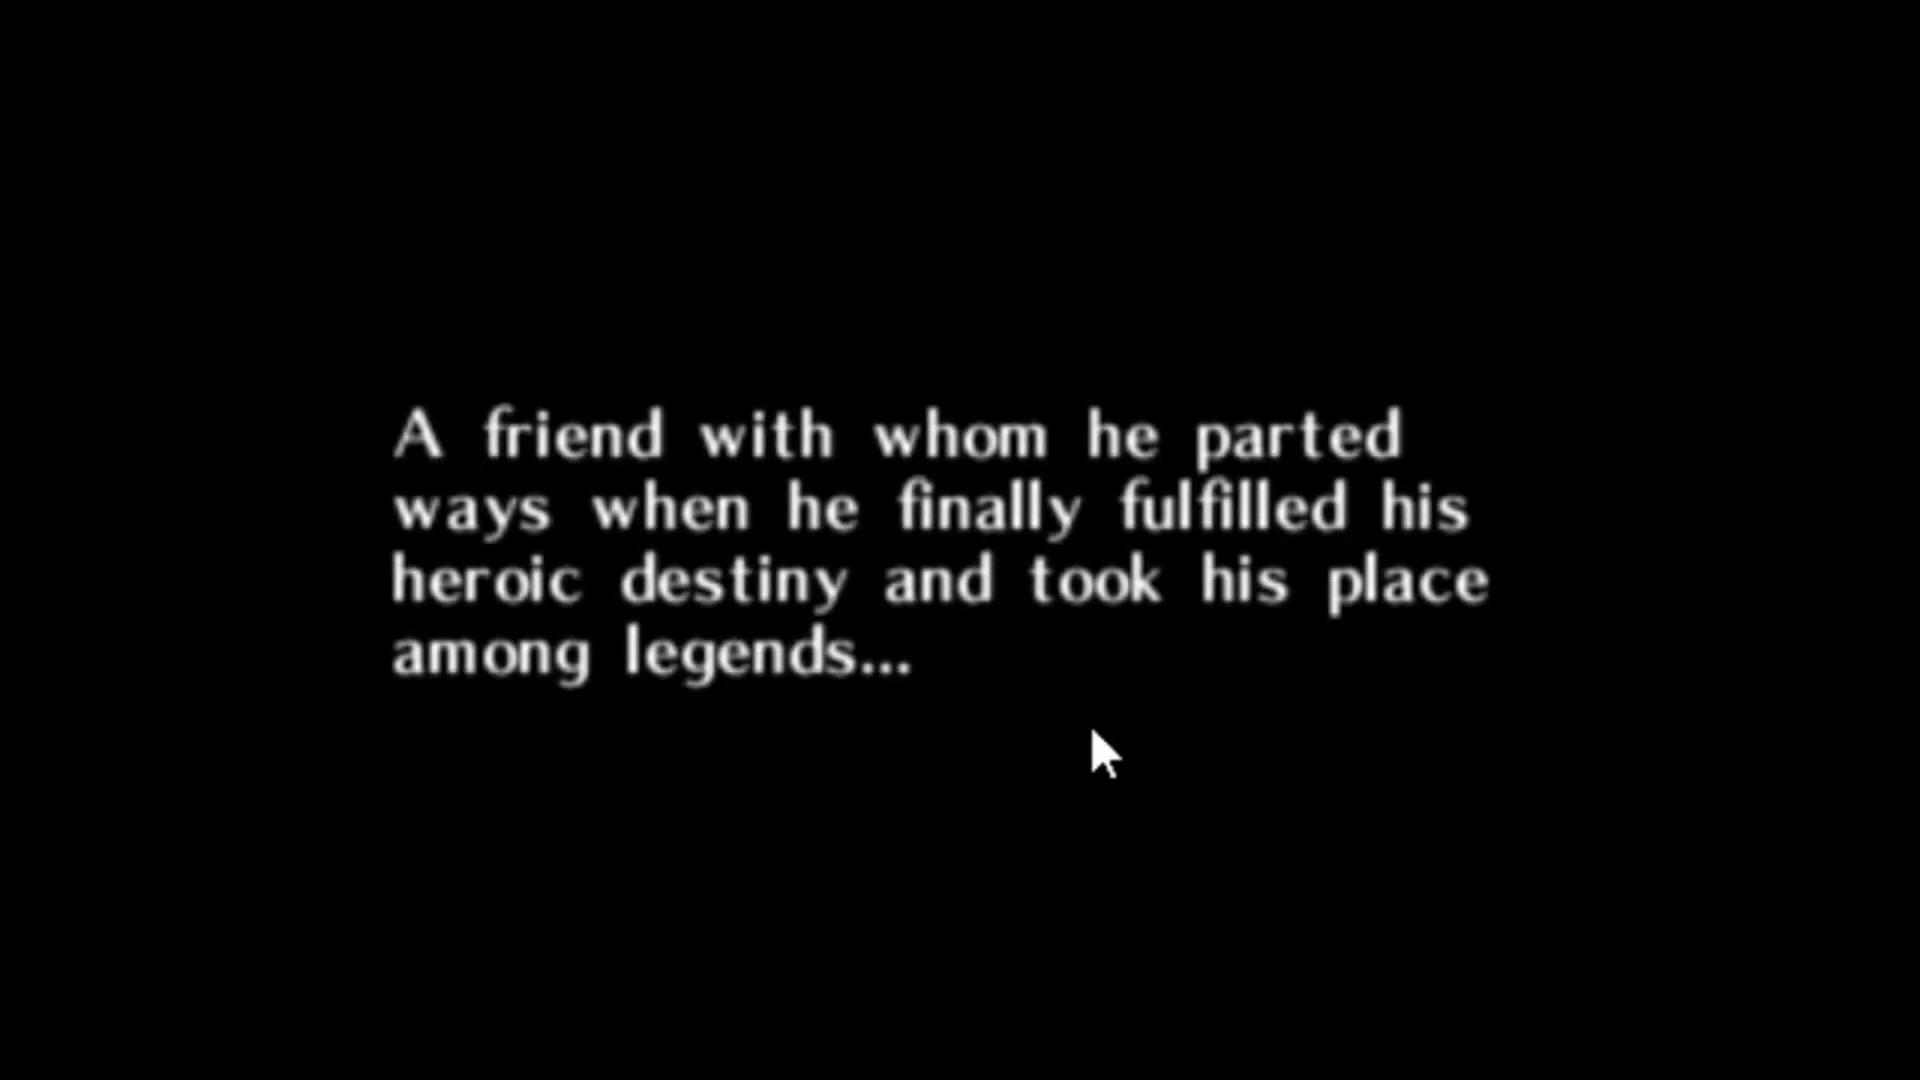 A friend with whom he parted
ways when he finally fulfilled his
heroic destiny and took his place
among legends...